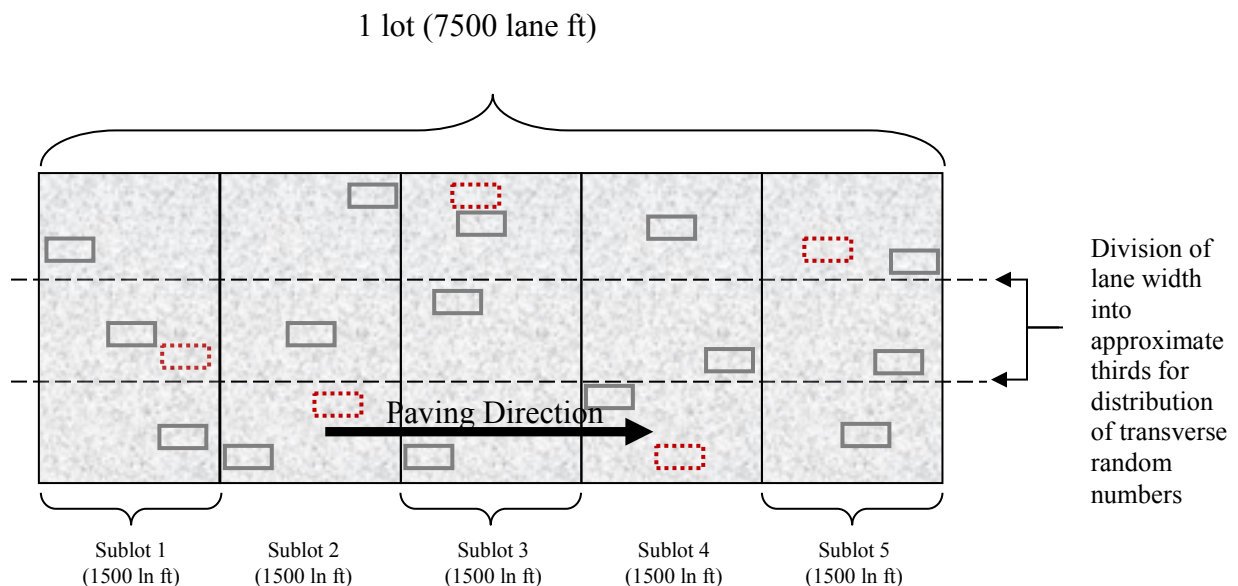 1 lot (7500 lane ft)
Division of
lane width
into
approximate
thirds for
distribution
of transverse
random
numbers
Paving Direction
Sublot 1
(1500 ln ft)
Sublot 2
(1500 ln ft)
Sublot 3
(1500 ln ft)
Sublot 4
(1500 ln ft)
Sublot 5
(1500 ln ft)